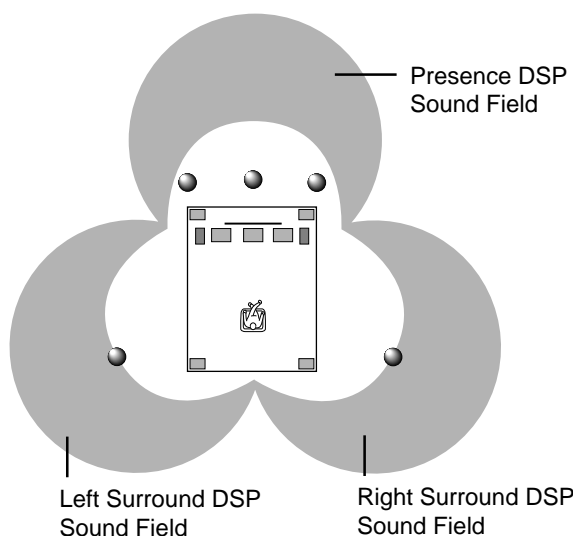 Presence DSP
Sound Field
Left Surround DSP
Sound Field
Right Surround DSP
Sound Field